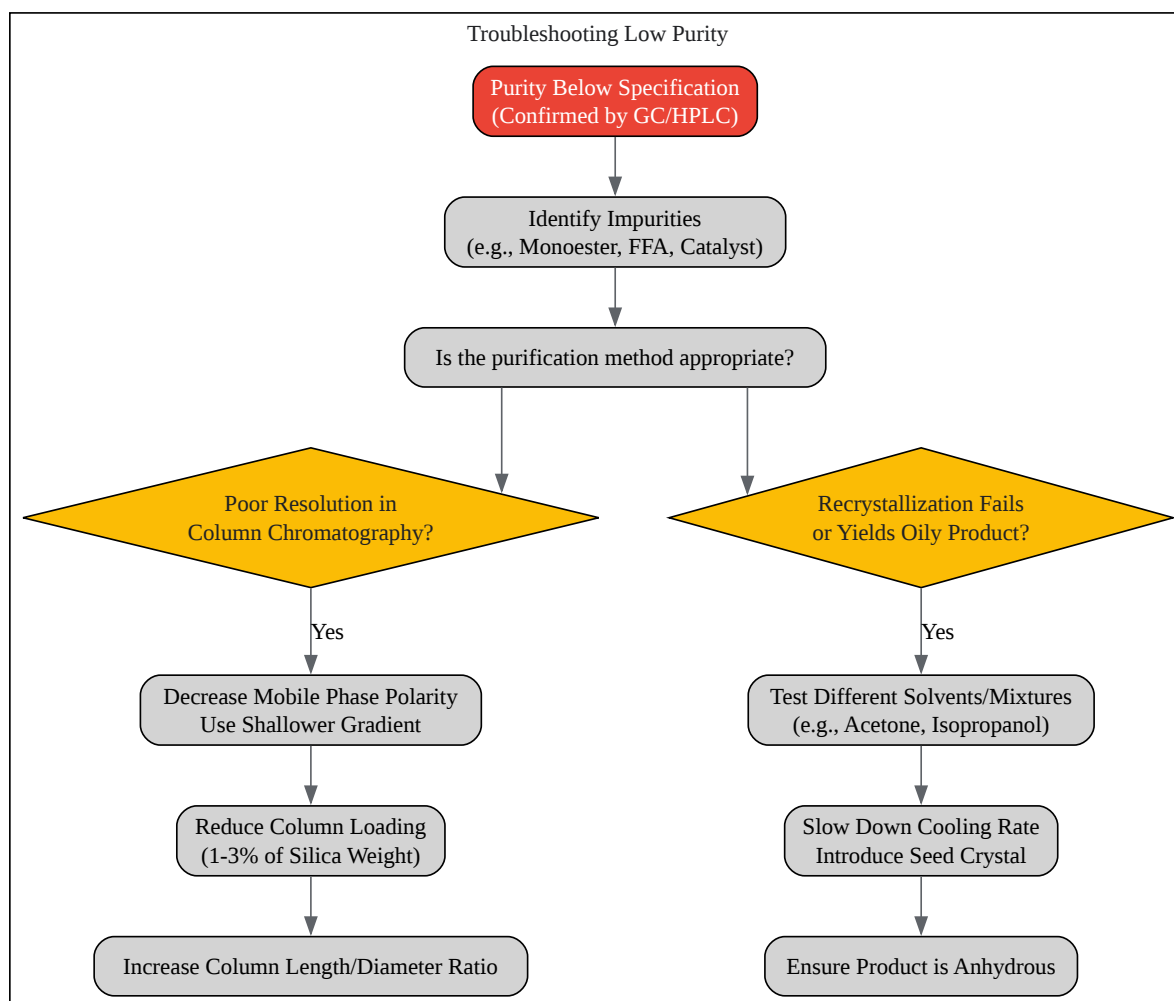 Troubleshooting Low Purity
Purity Below Specification
(Confirmed by GC/HPLC)
Identify Impurities
(e.g., Monoester, FFA, Catalyst)
Is the purification method appropriate?
Poor Resolution in
Column Chromatography?
Recrystallization Fails
or Yields Oily Product?
Yes
Yes
Decrease Mobile Phase Polarity
Use Shallower Gradient
Test Different Solvents/Mixtures
(e.g., Acetone, Isopropanol)
Reduce Column Loading
(1-3% of Silica Weight)
Slow Down Cooling Rate
Introduce Seed Crystal
Increase Column Length/Diameter Ratio
Ensure Product is Anhydrous